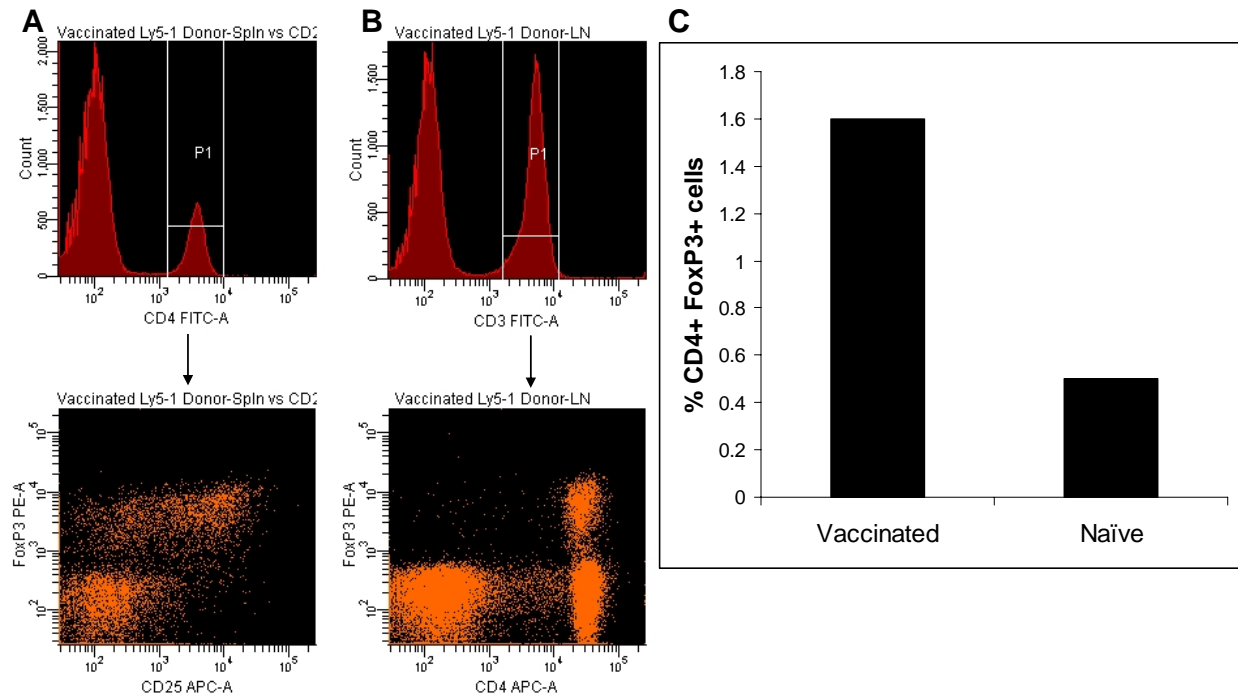 A
Vaccinated Ly5-1 Donor-Spln vs CD2
2,000
1,500
1,000
500
0
Count
P1
10^2
10^3
10^4
10^5
CD4 FITC-A
Vaccinated Ly5-1 Donor-Spln vs CD2
10^5
10^4
10^3
10^2
FoxP3 PE-A
10^2
10^3
10^4
10^5
CD25 APC-A
B
Vaccinated Ly5-1 Donor-LN
1,500
1,000
500
0
Count
P1
10^2
10^3
10^4
10^5
CD3 FITC-A
Vaccinated Ly5-1 Donor-LN
10^5
10^4
10^3
10^2
FoxP3 PE-A
10^2
10^3
10^4
10^5
CD4 APC-A
C
1.8
1.6
1.4
1.2
1
0.8
0.6
0.4
0.2
0
% CD4+ FoxP3+ cells
Vaccinated
Naïve